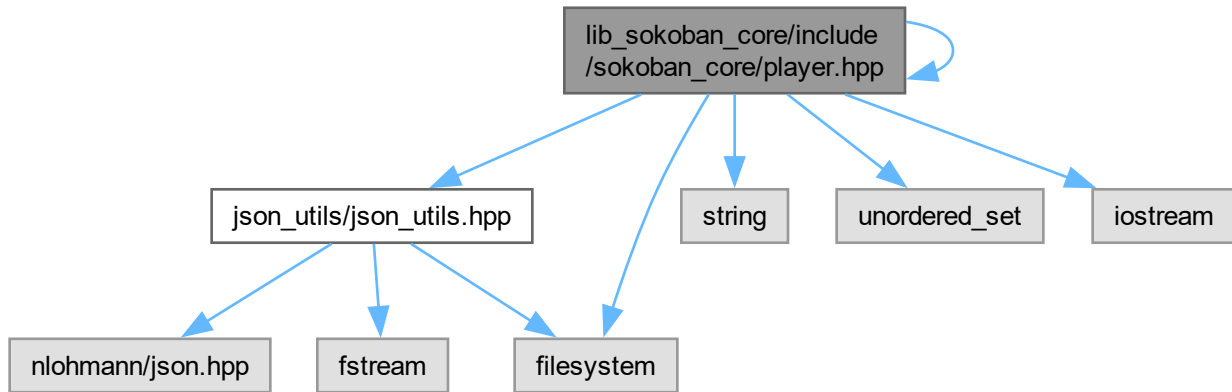 lib_sokoban_core/include
/sokoban_core/player.hpp
json_utils/json_utils.hpp
string
unordered_set
iostream
nlohmann/json.hpp
fstream
filesystem